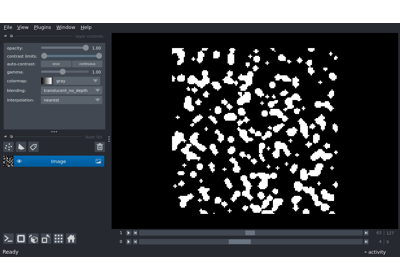 File View Plugins Window Help
opacity: 1.00
contrast limits:
auto-contrast: once continuous
gamma: 1.00
colormap: gray
blending: translucent_no_depth
interpolation: nearest
Image
1
0
Ready
activity